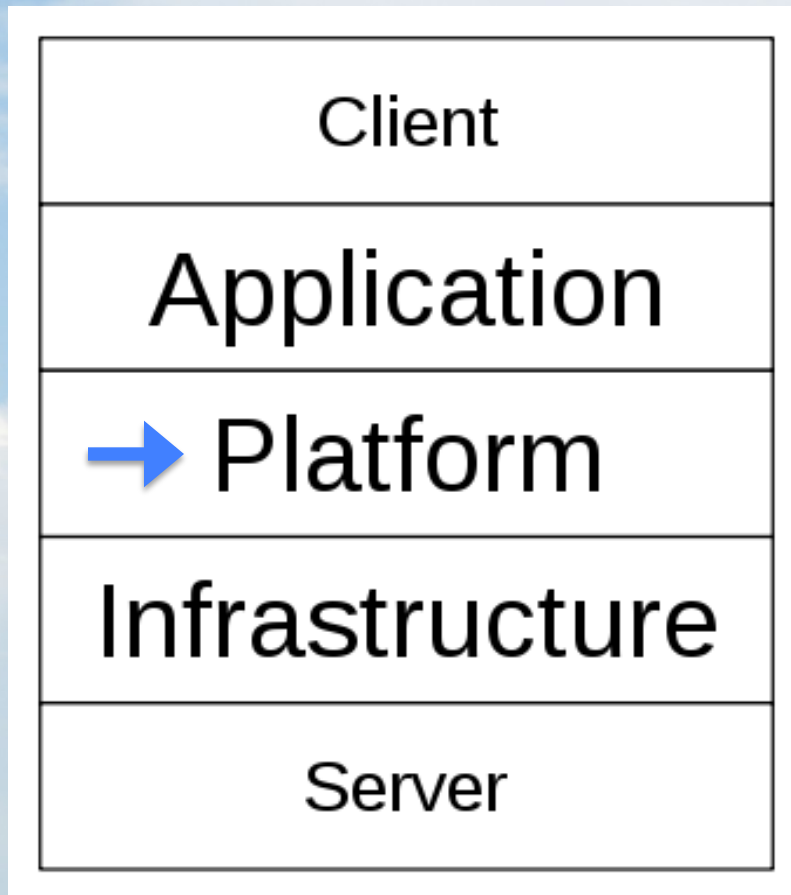 Client
Application
Platform
Infrastructure
Server